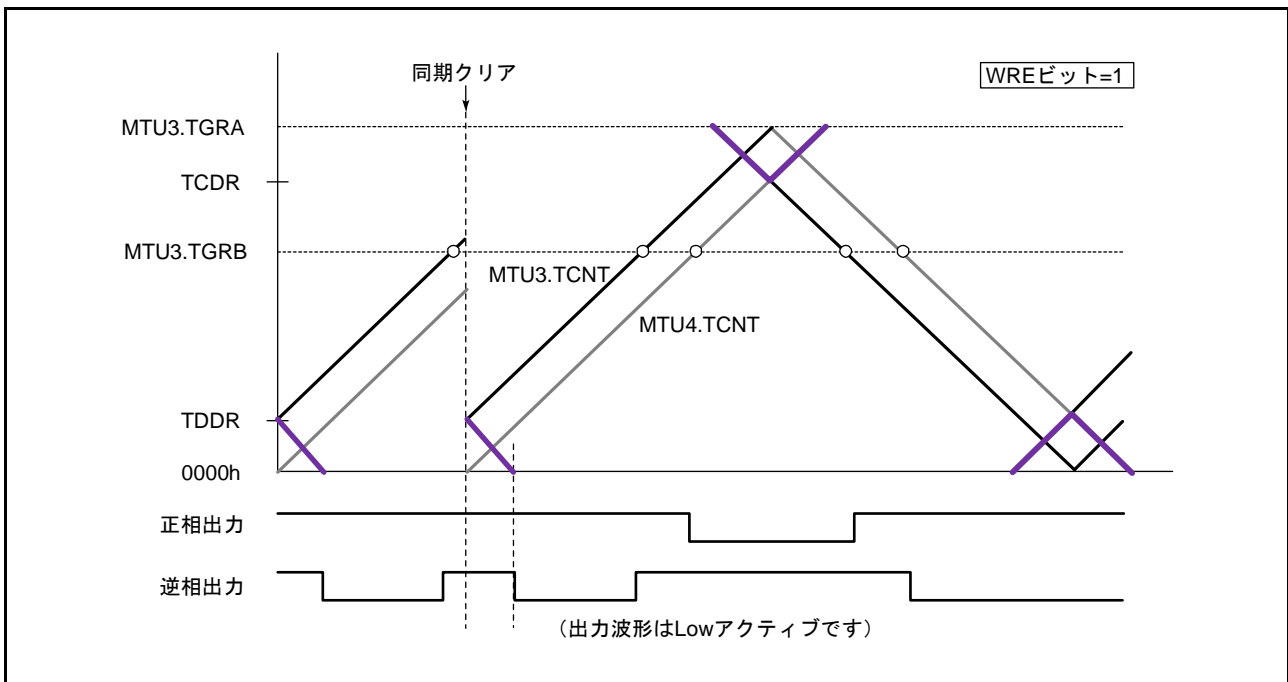 同期クリア
WREビット=1
MTU3.TGRA
TCDR
MTU3.TGRB
MTU3.TCNT
MTU4.TCNT
TDDR
0000h
正相出力
逆相出力
（出力波形はLowアクティブです）